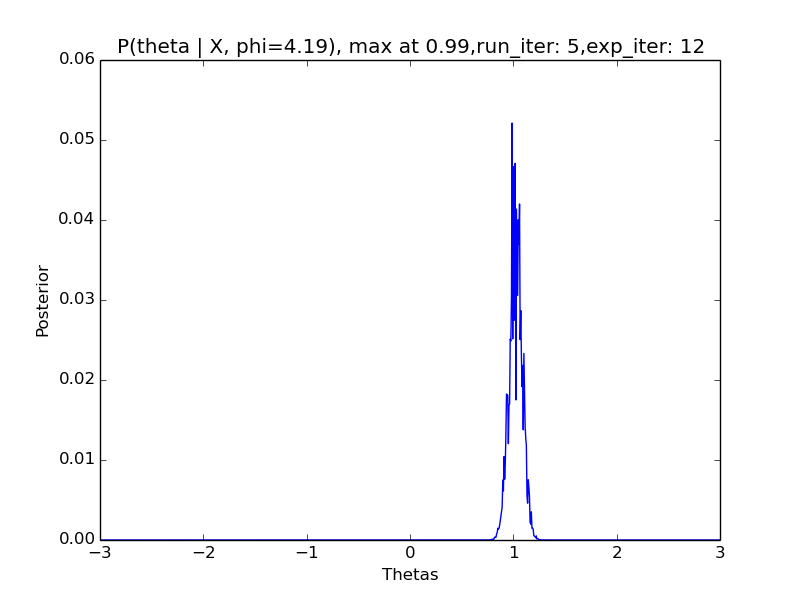 P(theta | X, phi=4.19), max at 0.99,run_iter: 5,exp_iter: 12
0.06
0.05
0.04
0.03
0.02
0.01
0.00
Posterior
−3 −2 −1 0 1 2 3
Thetas